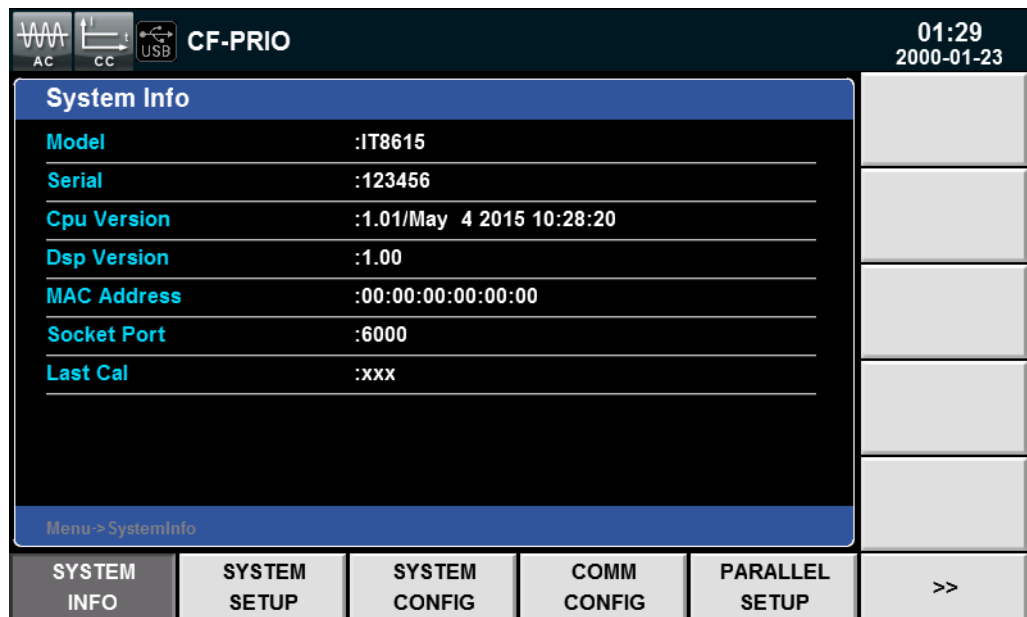 AC CC t USB CF-PRIO 01:29
2000-01-23
System Info
Model :IT8615
Serial :123456
Cpu Version :1.01/May  4 2015 10:28:20
Dsp Version :1.00
MAC Address :00:00:00:00:00:00
Socket Port :6000
Last Cal :xxx
Menu->SystemInfo
SYSTEM INFO
SYSTEM SETUP
SYSTEM CONFIG
COMM CONFIG
PARALLEL SETUP
>>